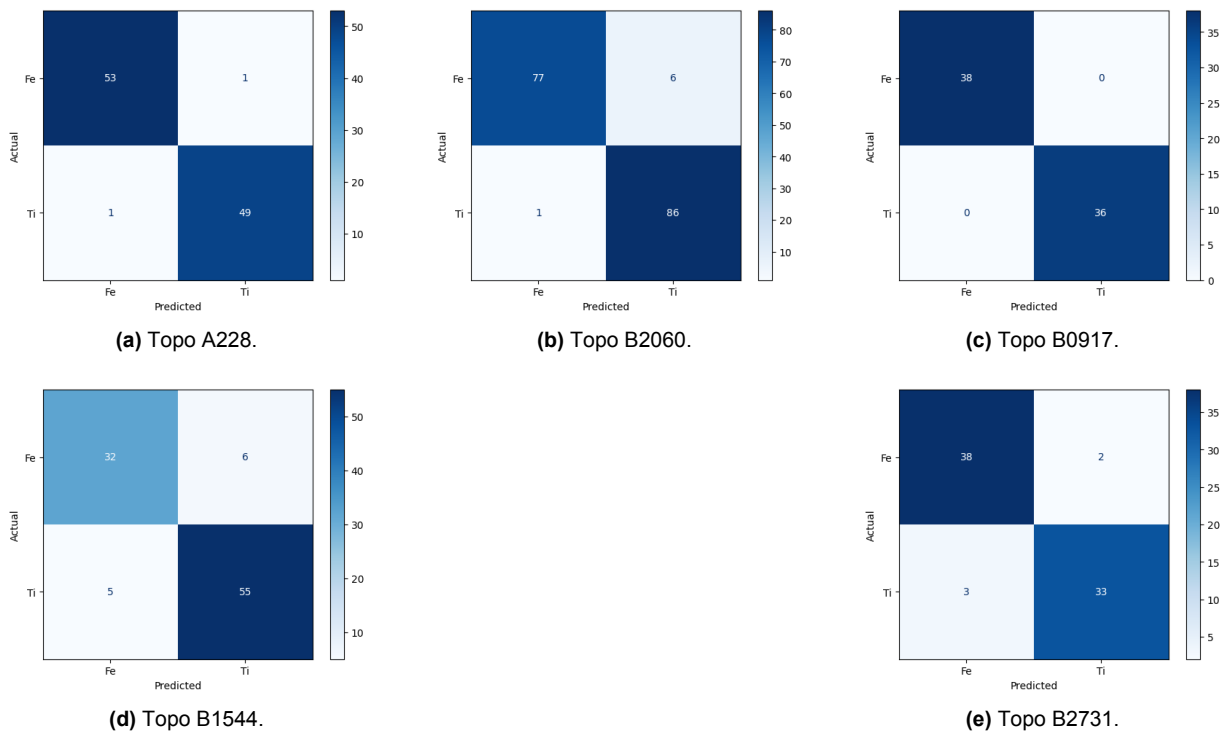 50
40
30
20
10
Fe
Ti
53
1
1
49
Actual
Fe
Ti
Predicted
(a) Topo A228.
80
70
60
50
40
30
20
10
Fe
Ti
77
6
1
86
Actual
Fe
Ti
Predicted
(b) Topo B2060.
35
30
25
20
15
10
5
0
Fe
Ti
38
0
0
36
Actual
Fe
Ti
Predicted
(c) Topo B0917.
50
40
30
20
10
Fe
Ti
32
6
5
55
Actual
Fe
Ti
Predicted
(d) Topo B1544.
35
30
25
20
15
10
5
Fe
Ti
38
2
3
33
Actual
Fe
Ti
Predicted
(e) Topo B2731.